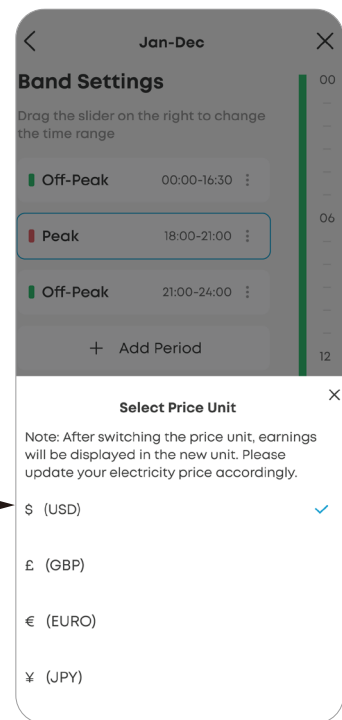 Jan-Dec
Band Settings
00
Drag the slider on the right to change
the time range
Off-Peak 00:00-16:30
06
Peak 18:00-21:00
Off-Peak 21:00-24:00
+ Add Period
12
Select Price Unit
Note: After switching the price unit, earnings
will be displayed in the new unit. Please
update your electricity price accordingly.
$ (USD)
£ (GBP)
€ (EURO)
¥ (JPY)